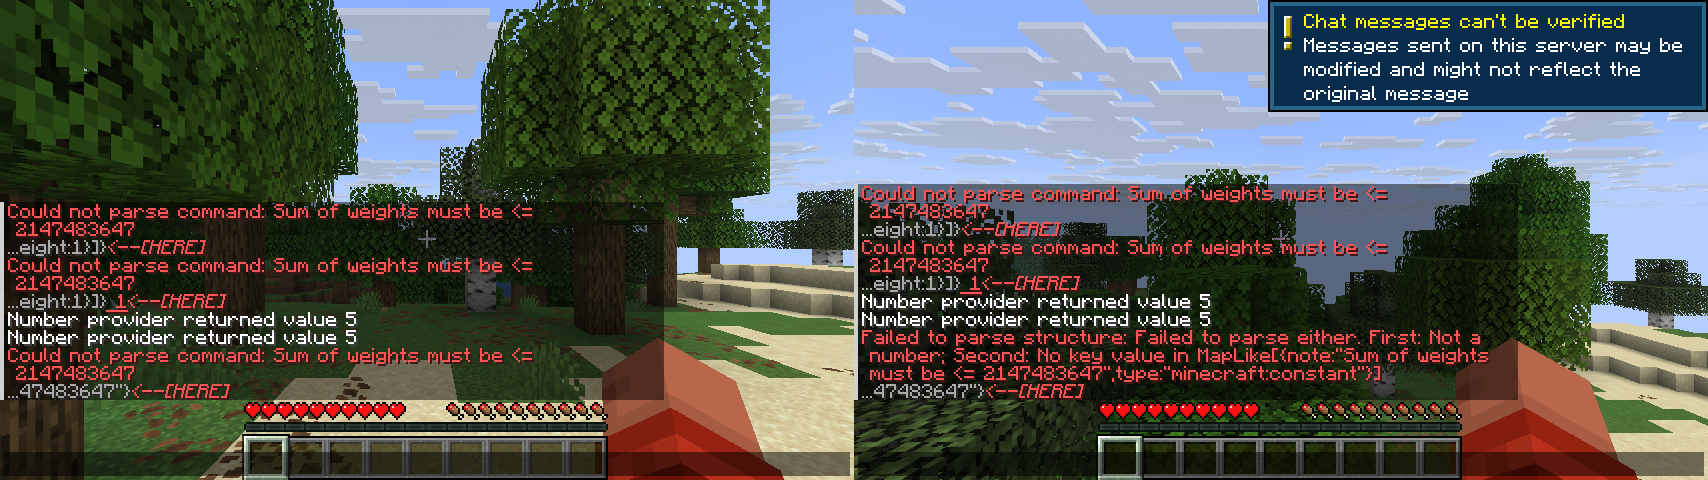 Could not parse command: Sum of weights must be <=
2147483647
...eight:1}]}<--[HERE]
Could not parse command: Sum of weights must be <=
2147483647
...eight:1}]} 1<--[HERE]
Number provider returned value 5
Number provider returned value 5
Could not parse command: Sum of weights must be <=
2147483647
...47483647"}<--[HERE]
Chat messages can't be verified
Messages sent on this server may be
modified and might not reflect the
original message
Could not parse command: Sum of weights must be <=
2147483647
...eight:1}]}<--[HERE]
Could not parse command: Sum of weights must be <=
2147483647
...eight:1}]} 1<--[HERE]
Number provider returned value 5
Number provider returned value 5
Failed to parse structure: Failed to parse either. First: Not a
number; Second: No key value in MapLike[{note:"Sum of weights
must be <= 2147483647",type:"minecraft:constant"}]
...47483647"}<--[HERE]